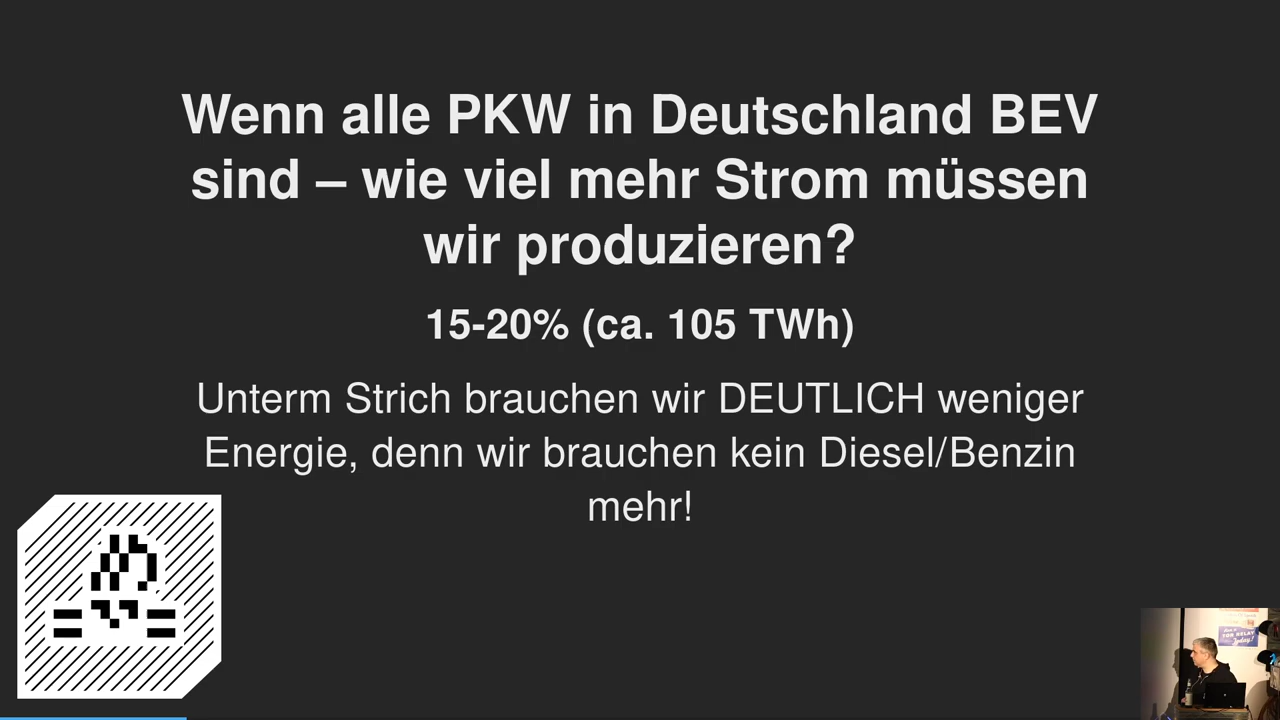 Wenn alle PKW in Deutschland BEV
sind – wie viel mehr Strom müssen
wir produzieren?
15-20% (ca. 105 TWh)
Unterm Strich brauchen wir DEUTLICH weniger
Energie, denn wir brauchen kein Diesel/Benzin
mehr!